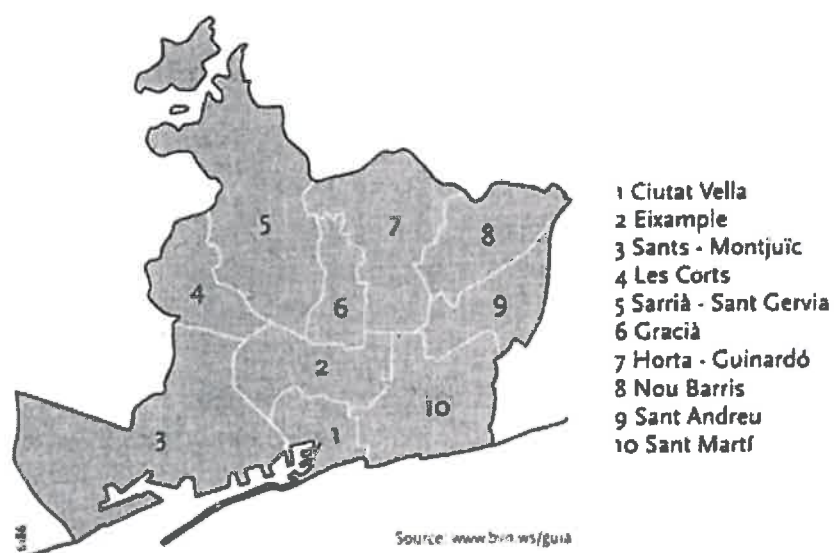 5
7
8
4
6
9
2
10
3
1
1 Ciutat Vella
2 Eixample
3 Sants - Montjuïc
4 Les Corts
5 Sarrià - Sant Gervia
6 Gracià
7 Horta - Guinardó
8 Nou Barris
9 Sant Andreu
10 Sant Martí
Source: